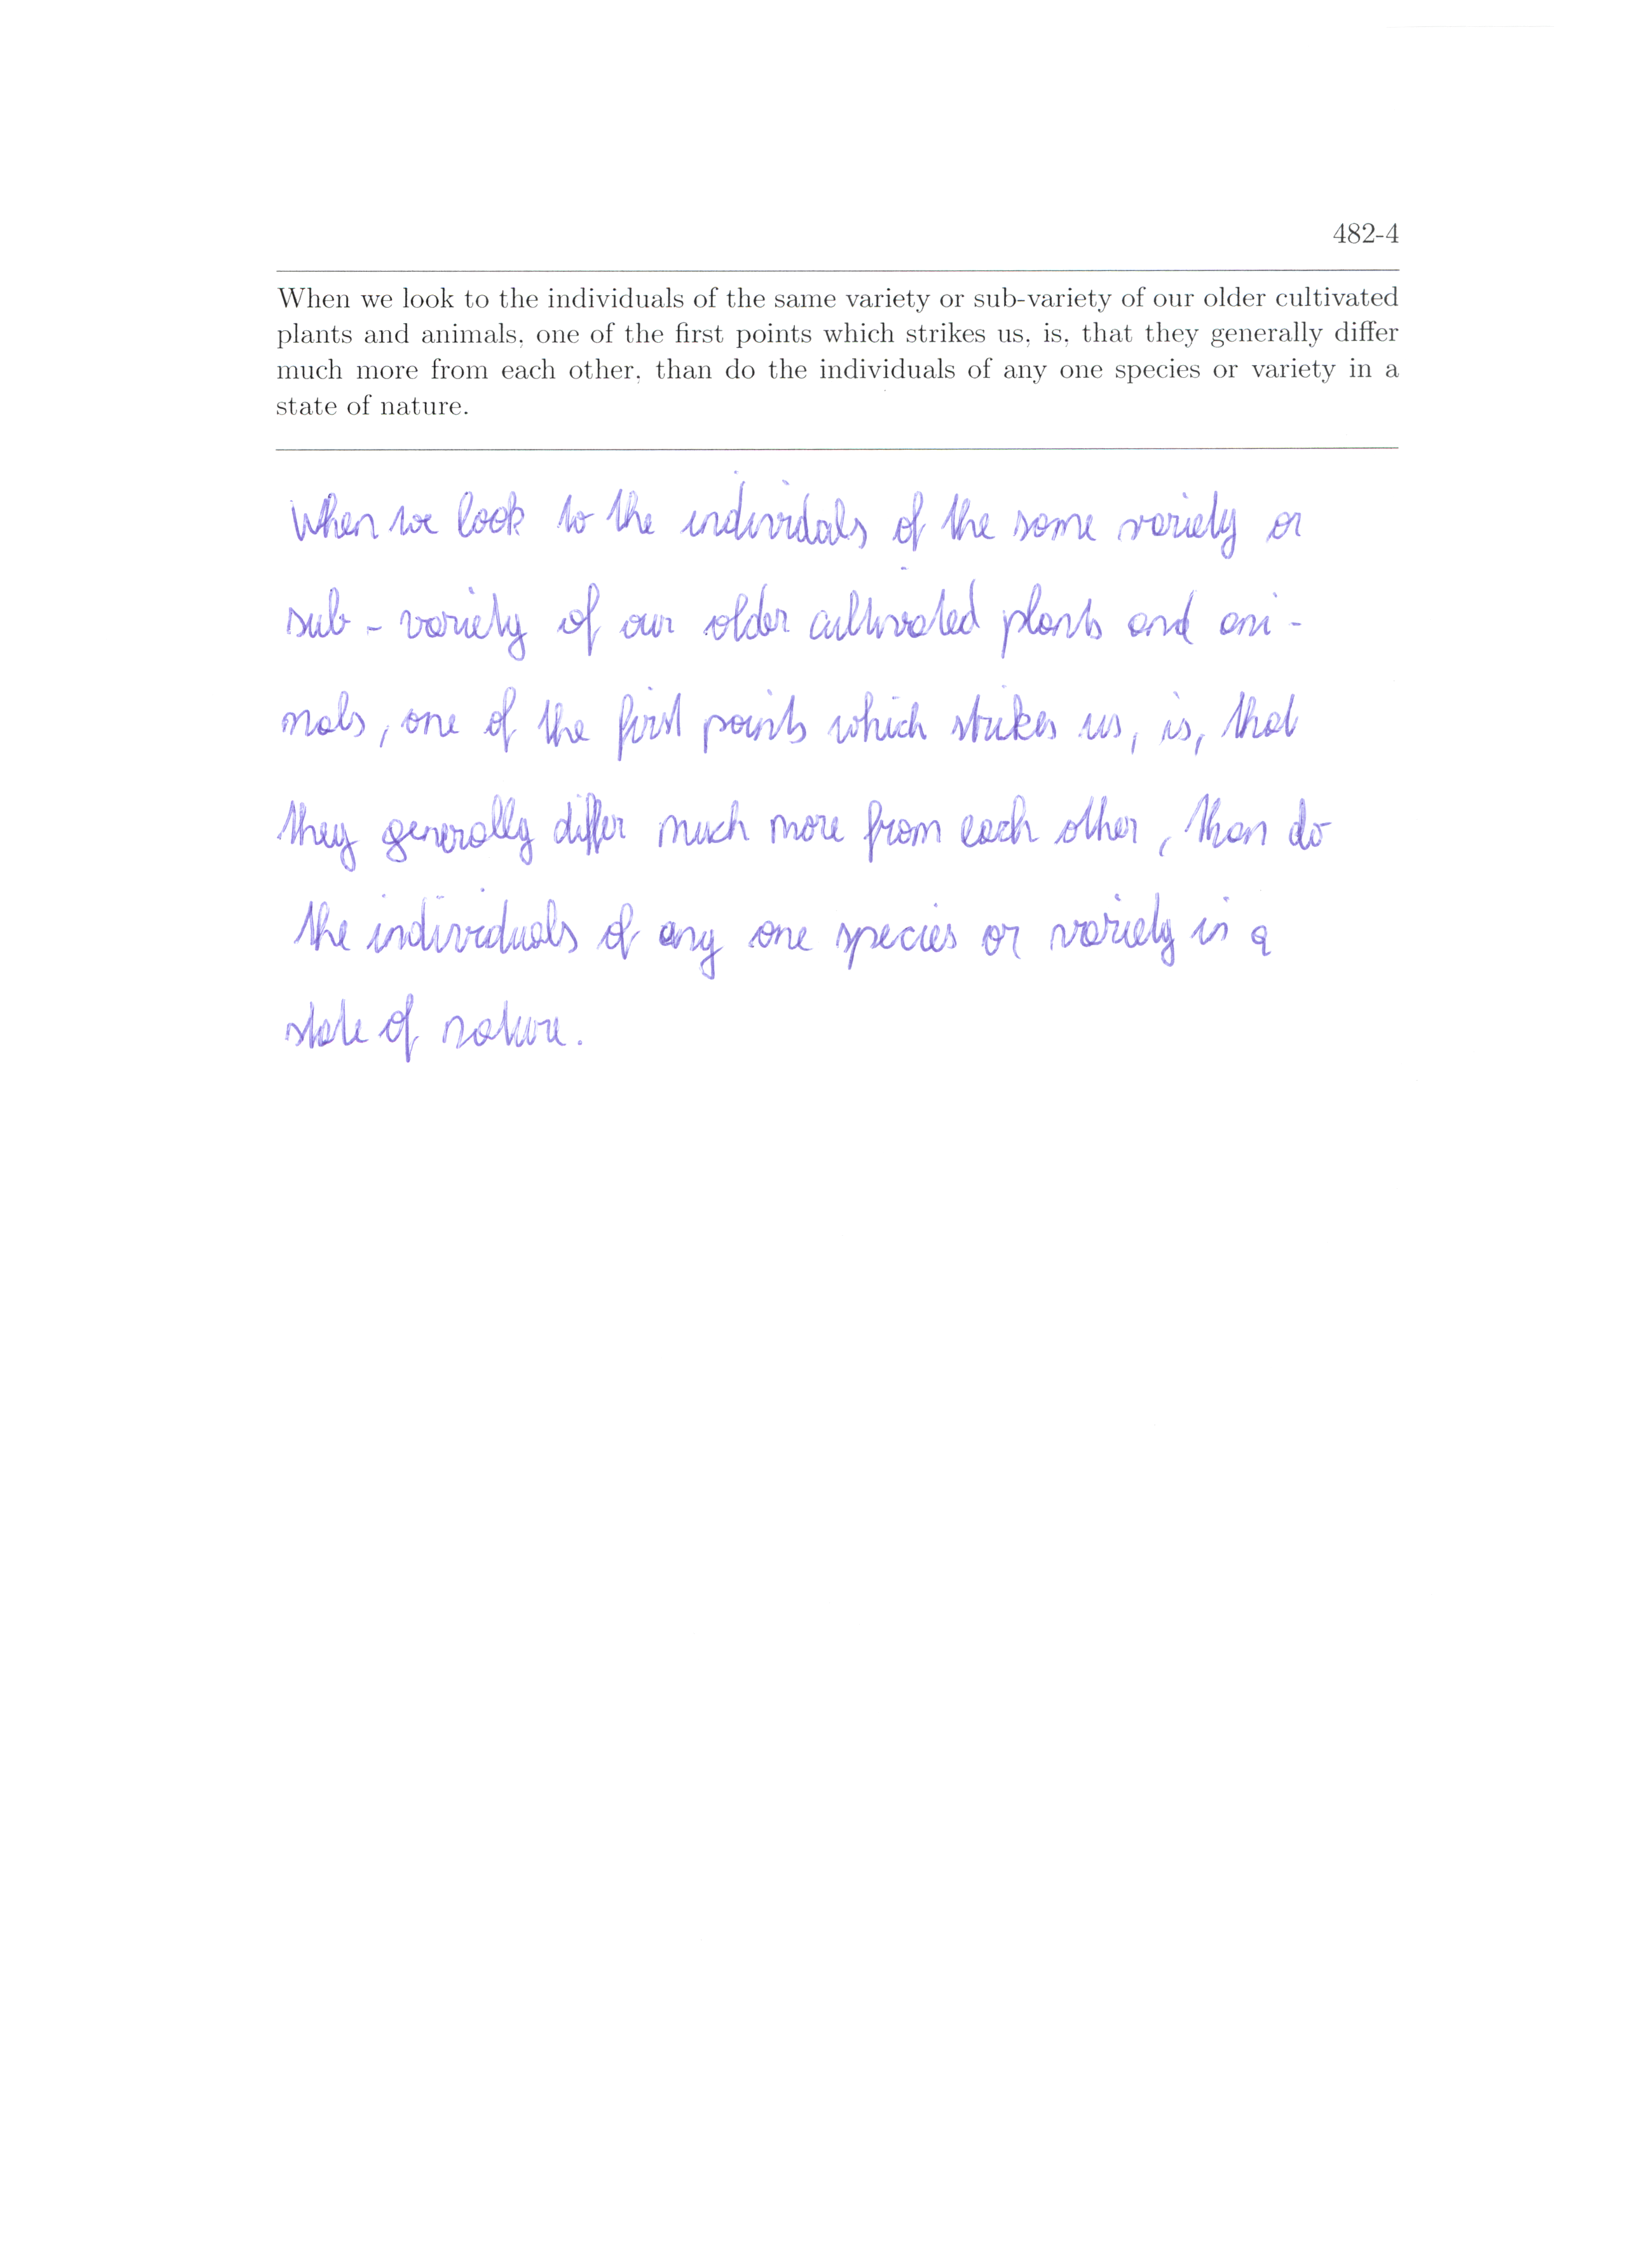 482-4
When we look to the individuals of the same variety or sub-variety of our older cultivated
plants and animals, one of the first points which strikes us, is, that they generally differ
much more from each other, than do the individuals of any one species or variety in a
state of nature.
When we look to the individals of the same variety or
sub-variety of our older cultivated plants and ani-
mals, one of the first points which strikes us, is, that
they generally differ much more from each other, than do
the individuals of any one species or variety in a
state of nature.